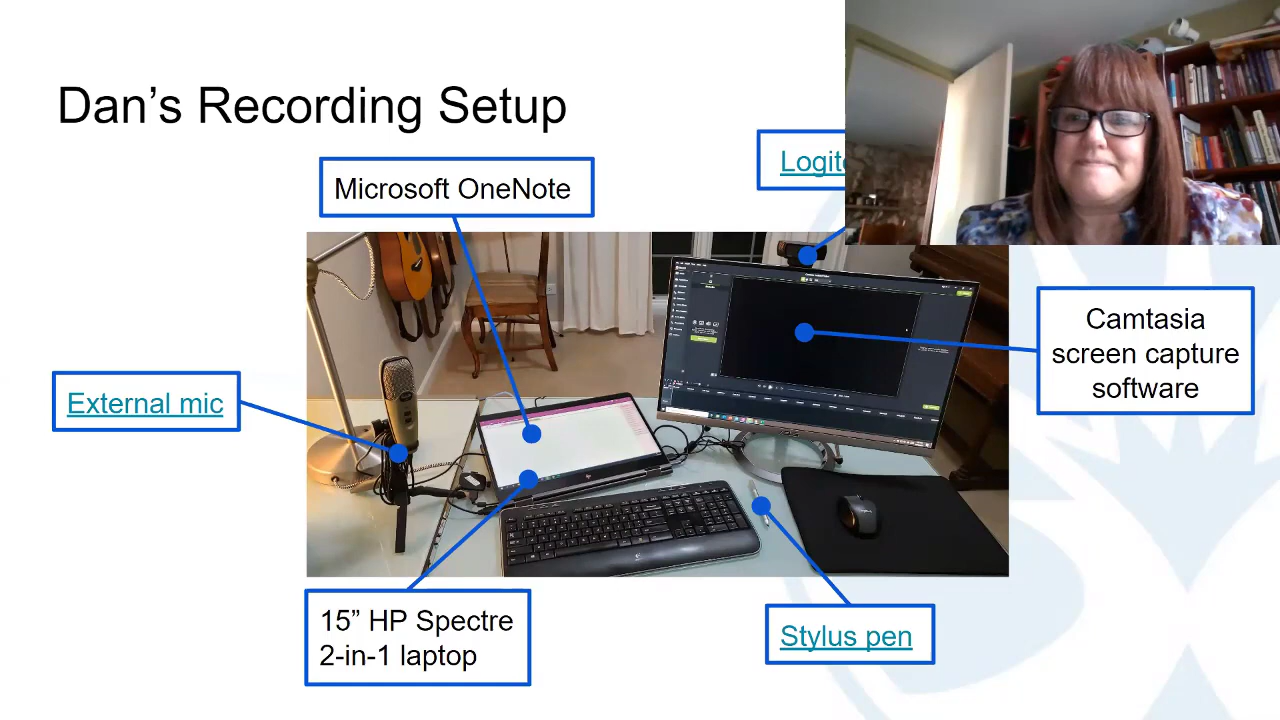 Dan’s Recording Setup
Microsoft OneNote
External mic
Camtasia
screen capture
software
15” HP Spectre
2-in-1 laptop
Stylus pen